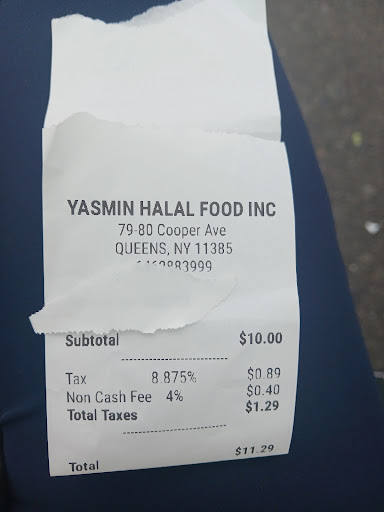 YASMIN HALAL FOOD INC
79-80 Cooper Ave
QUEENS, NY 11385
Subtotal $10.00
Tax 8.875% $0.89
Non Cash Fee 4% $0.40
Total Taxes $1.29
Total $11.29